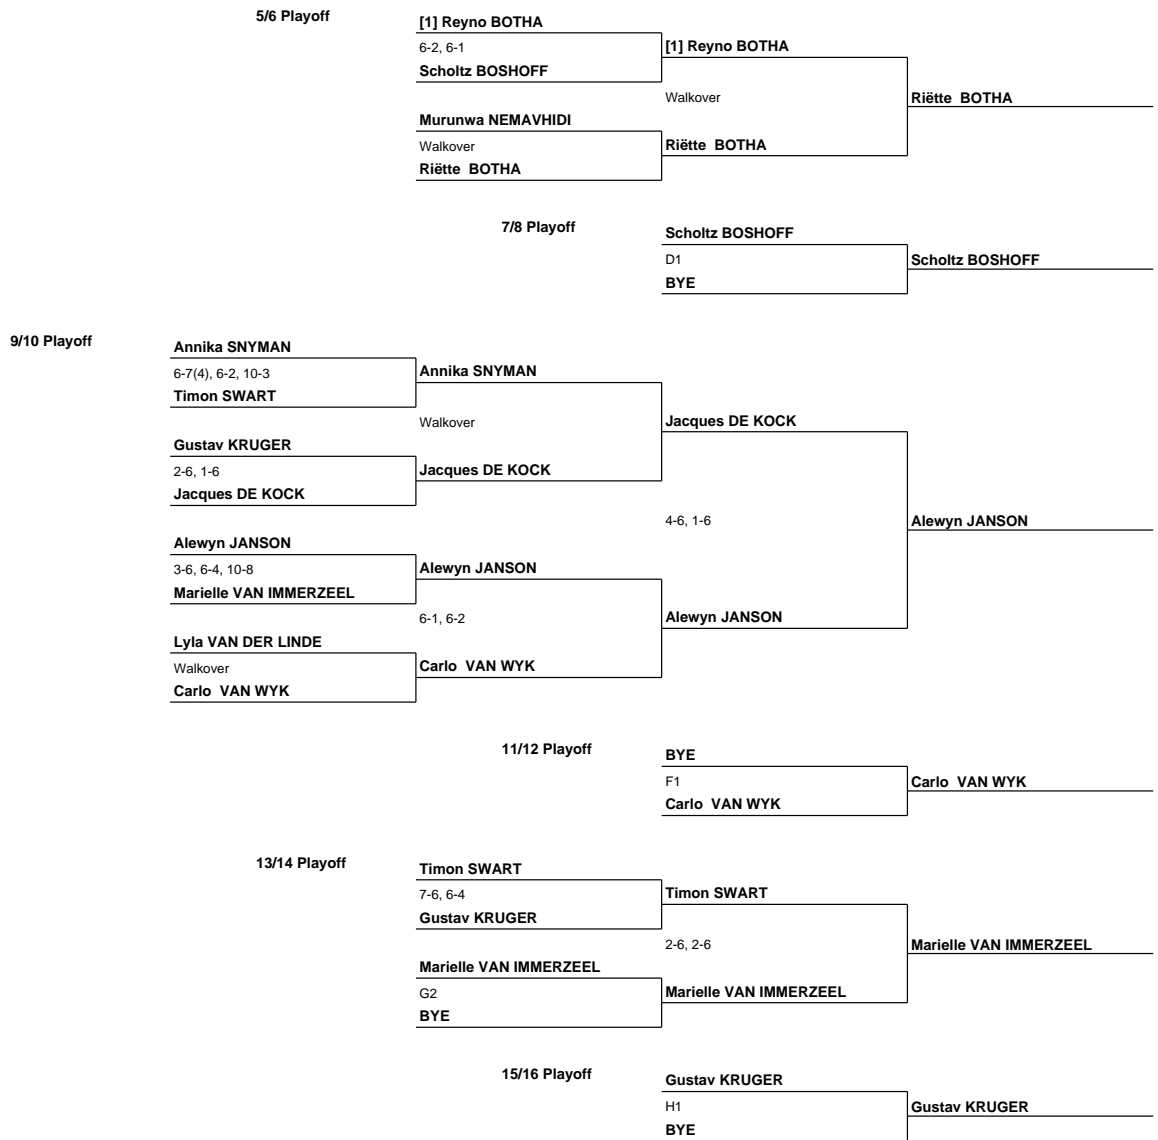 5/6 Playoff
[1] Reyno BOTHA
6-2, 6-1
[1] Reyno BOTHA
Scholtz BOSHOFF
Walkover
Riëtte BOTHA
Murunwa NEMAVHIDI
Walkover
Riëtte BOTHA
Riëtte BOTHA
7/8 Playoff
Scholtz BOSHOFF
D1
Scholtz BOSHOFF
BYE
9/10 Playoff
Annika SNYMAN
6-7(4), 6-2, 10-3
Annika SNYMAN
Timon SWART
Walkover
Jacques DE KOCK
Gustav KRUGER
2-6, 1-6
Jacques DE KOCK
Jacques DE KOCK
4-6, 1-6
Alewyn JANSON
Alewyn JANSON
3-6, 6-4, 10-8
Alewyn JANSON
Marielle VAN IMMERZEEL
6-1, 6-2
Alewyn JANSON
Lyla VAN DER LINDE
Walkover
Carlo VAN WYK
Carlo VAN WYK
11/12 Playoff
BYE
F1
Carlo VAN WYK
Carlo VAN WYK
13/14 Playoff
Timon SWART
7-6, 6-4
Timon SWART
Gustav KRUGER
2-6, 2-6
Marielle VAN IMMERZEEL
Marielle VAN IMMERZEEL
G2
Marielle VAN IMMERZEEL
BYE
15/16 Playoff
Gustav KRUGER
H1
Gustav KRUGER
BYE